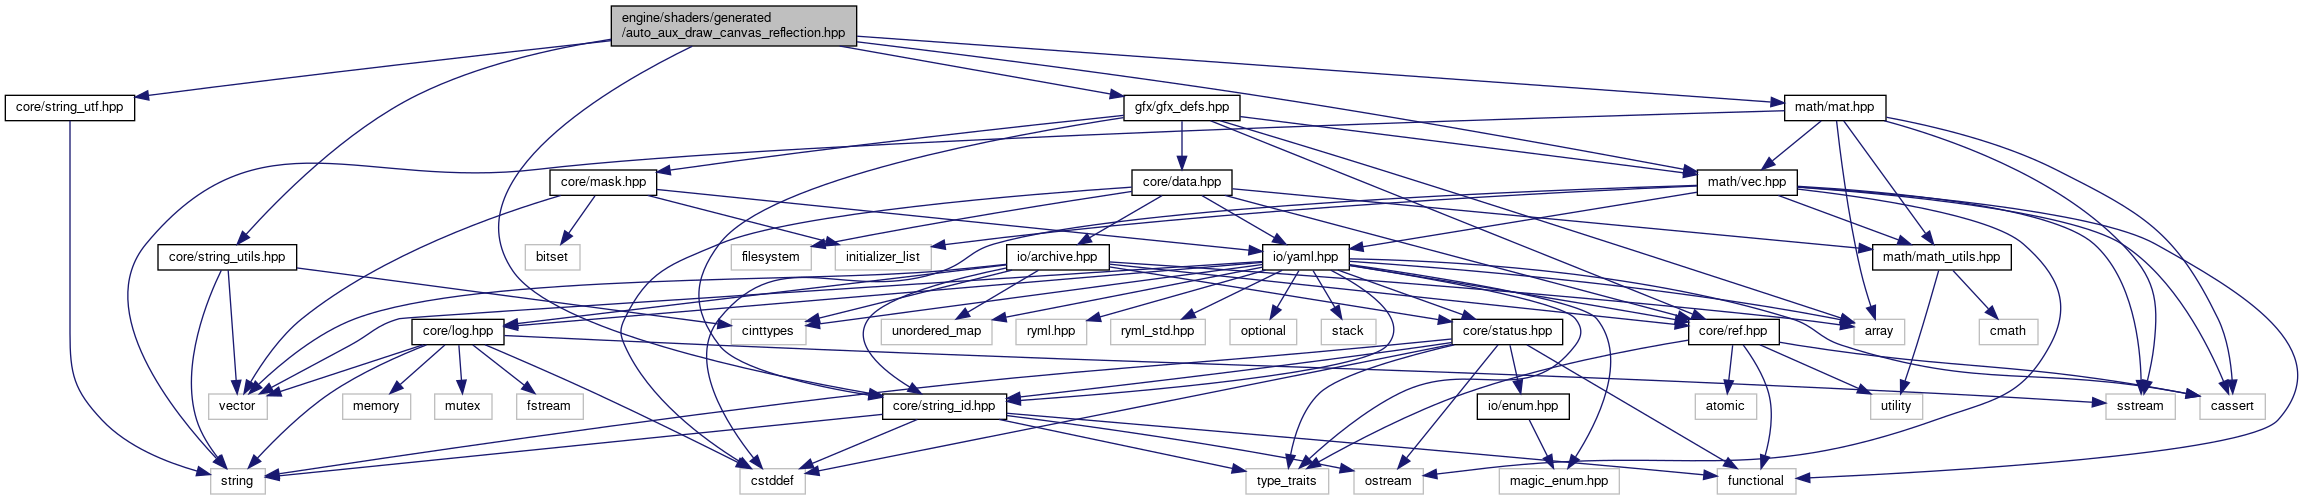 engine/shaders/generated
/auto_aux_draw_canvas_reflection.hpp
core/string_utf.hpp
gfx/gfx_defs.hpp
math/mat.hpp
core/mask.hpp
core/data.hpp
math/vec.hpp
core/string_utils.hpp
bitset
filesystem
initializer_list
io/archive.hpp
io/yaml.hpp
math/math_utils.hpp
core/log.hpp
cinttypes
unordered_map
ryml.hpp
ryml_std.hpp
optional
stack
core/status.hpp
core/ref.hpp
array
cmath
vector
memory
mutex
fstream
core/string_id.hpp
io/enum.hpp
atomic
utility
sstream
cassert
string
cstddef
type_traits
ostream
magic_enum.hpp
functional